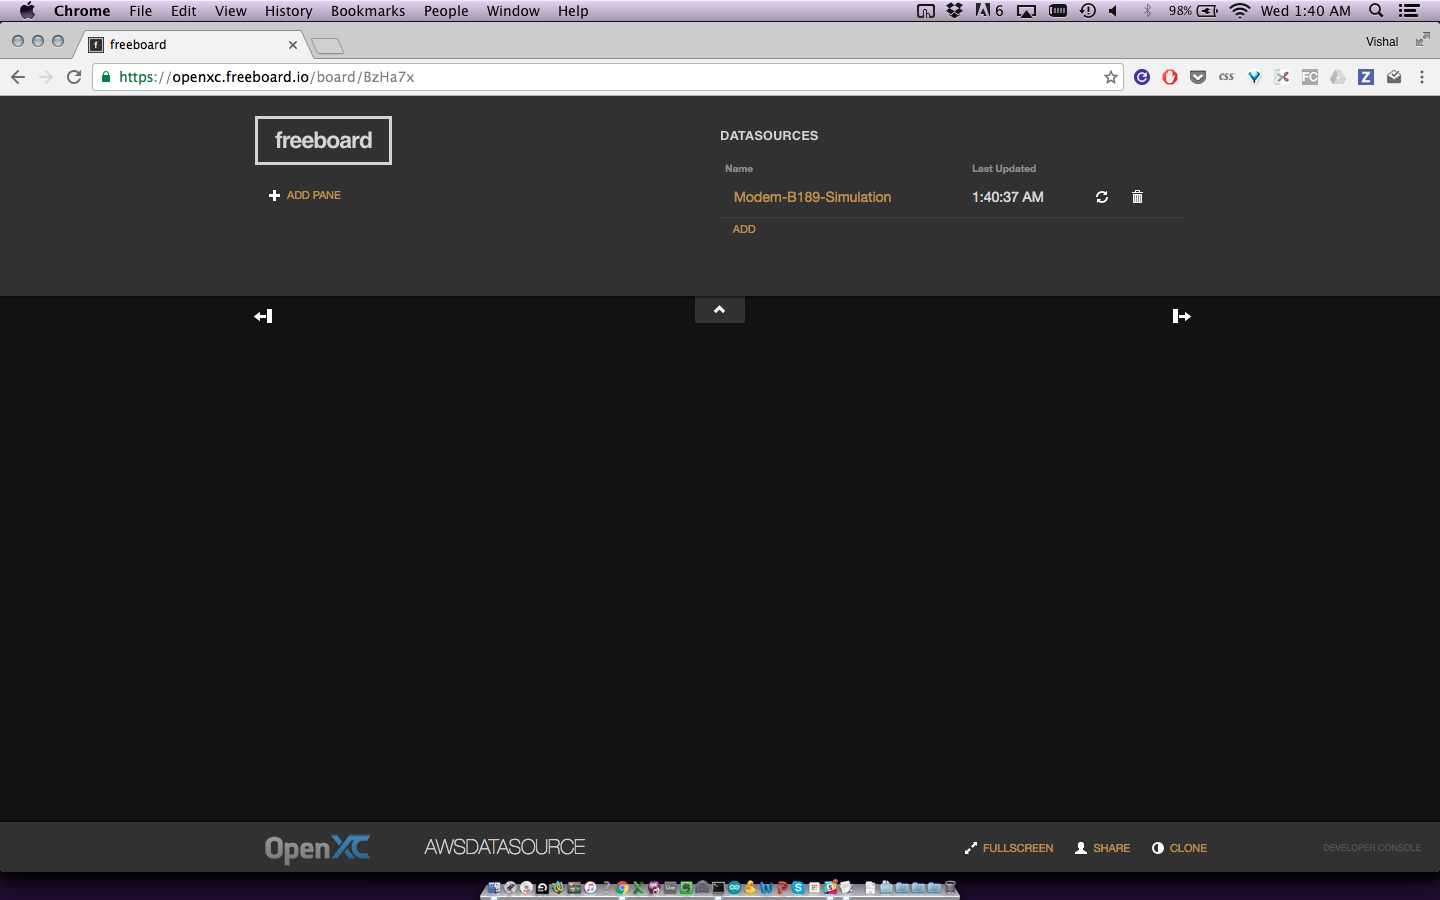 Chrome File Edit View History Bookmarks People Window Help 6 98% Wed 1:40 AM
f freeboard Vishal
https://openxc.freeboard.io/board/BzHa7x css FC Z
freeboard
ADD PANE
DATASOURCES
Name Last Updated
Modem-B189-Simulation 1:40:37 AM
ADD
OpenXC AWSDATASOURCE FULLSCREEN SHARE CLONE DEVELOPER CONSOLE